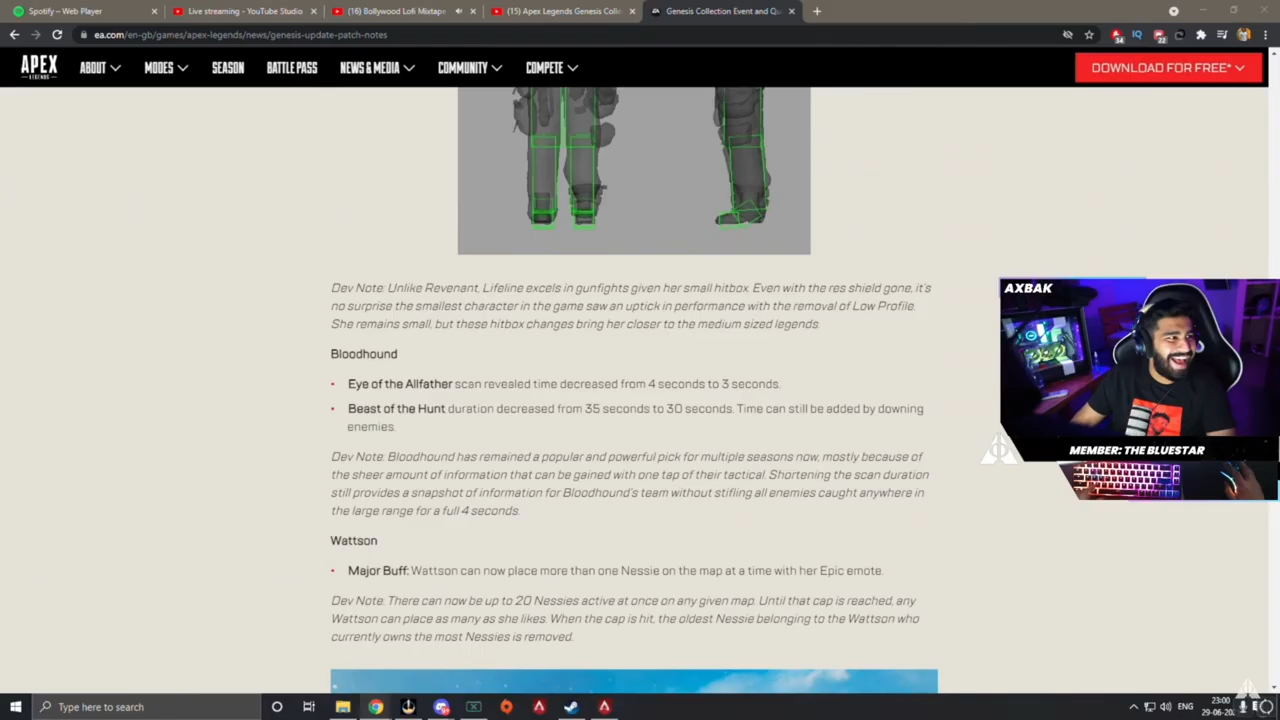 Spotify – Web Player
Live streaming - YouTube Studio
(16) Bollywood Lofi Mixtape
(15) Apex Legends Genesis Colle
Genesis Collection Event and Qu
ea.com/en-gb/games/apex-legends/news/genesis-update-patch-notes
APEX
LEGENDS
ABOUT
MODES
SEASON
BATTLE PASS
NEWS & MEDIA
COMMUNITY
COMPETE
DOWNLOAD FOR FREE*
Dev Note: Unlike Revenant, Lifeline excels in gunfights given her small hitbox. Even with the res shield gone, it's
no surprise the smallest character in the game saw an uptick in performance with the removal of Low Profile.
She remains small, but these hitbox changes bring her closer to the medium sized legends.
Bloodhound
• Eye of the Allfather scan revealed time decreased from 4 seconds to 3 seconds.
• Beast of the Hunt duration decreased from 35 seconds to 30 seconds. Time can still be added by downing
enemies.
Dev Note: Bloodhound has remained a popular and powerful pick for multiple seasons now, mostly because of
the sheer amount of information that can be gained with one tap of their tactical. Shortening the scan duration
still provides a snapshot of information for Bloodhound's team without stifling all enemies caught anywhere in
the large range for a full 4 seconds.
Wattson
• Major Buff: Wattson can now place more than one Nessie on the map at a time with her Epic emote.
Dev Note: There can now be up to 20 Nessies active at once on any given map. Until that cap is reached, any
Wattson can place as many as she likes. When the cap is hit, the oldest Nessie belonging to the Wattson who
currently owns the most Nessies is removed.
AXBAK
MEMBER: THE BLUESTAR
Type here to search
ENG
23:00
29-06-20